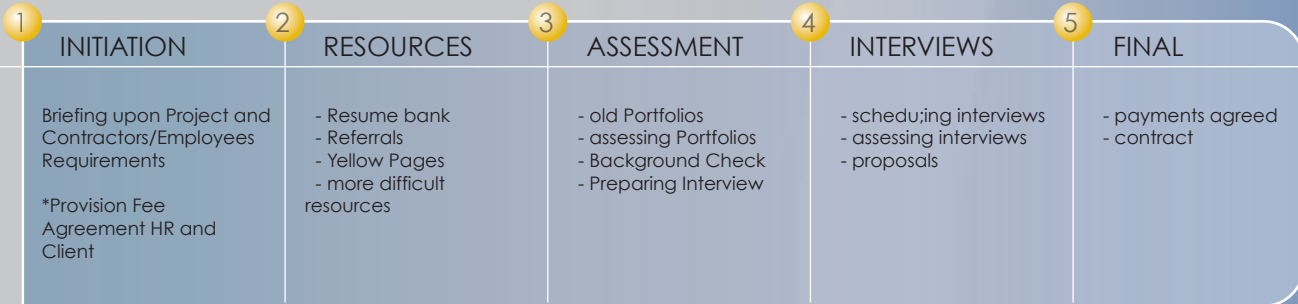 1
INITIATION
Briefing upon Project and
Contractors/Employees
Requirements
*Provision Fee
Agreement HR and
Client
2
RESOURCES
- Resume bank
- Referrals
- Yellow Pages
- more difficult
resources
3
ASSESSMENT
- old Portfolios
- assessing Portfolios
- Background Check
- Preparing Interview
4
INTERVIEWS
- schedu;ing interviews
- assessing interviews
- proposals
5
FINAL
- payments agreed
- contract